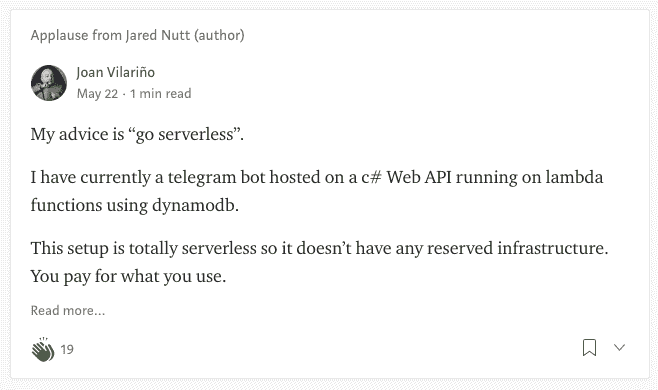 Applause from Jared Nutt (author)
Joan Vilariño
May 22 · 1 min read
My advice is “go serverless”.
I have currently a telegram bot hosted on a c# Web API running on lambda
functions using dynamodb.
This setup is totally serverless so it doesn’t have any reserved infrastructure.
You pay for what you use.
Read more...
19